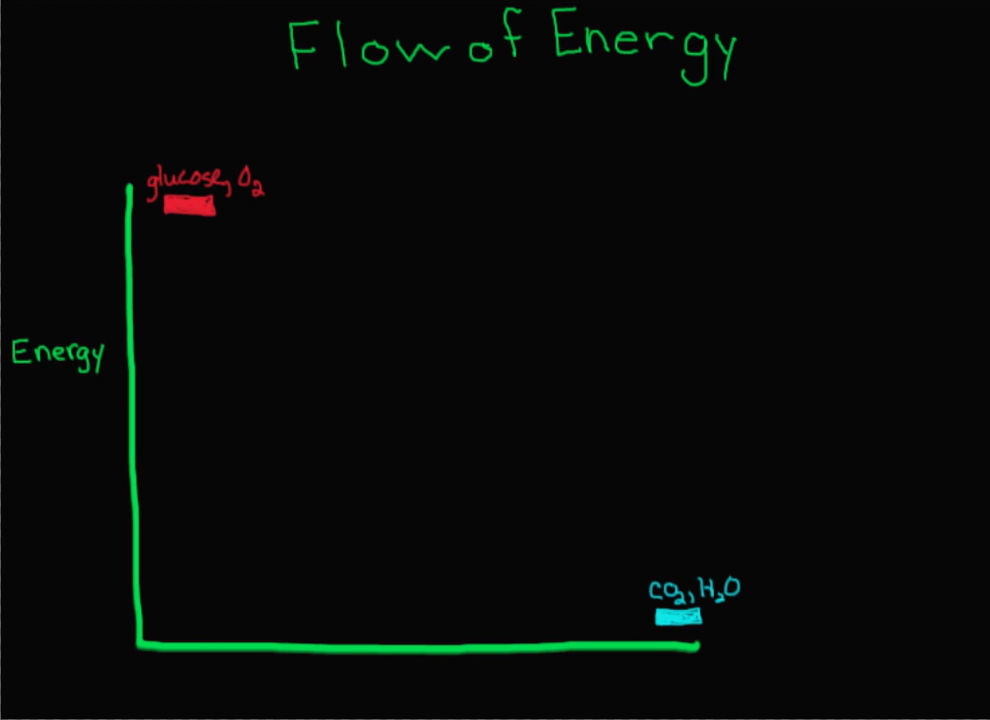 Flow of Energy
glucose, O2
Energy
CO2, H2O